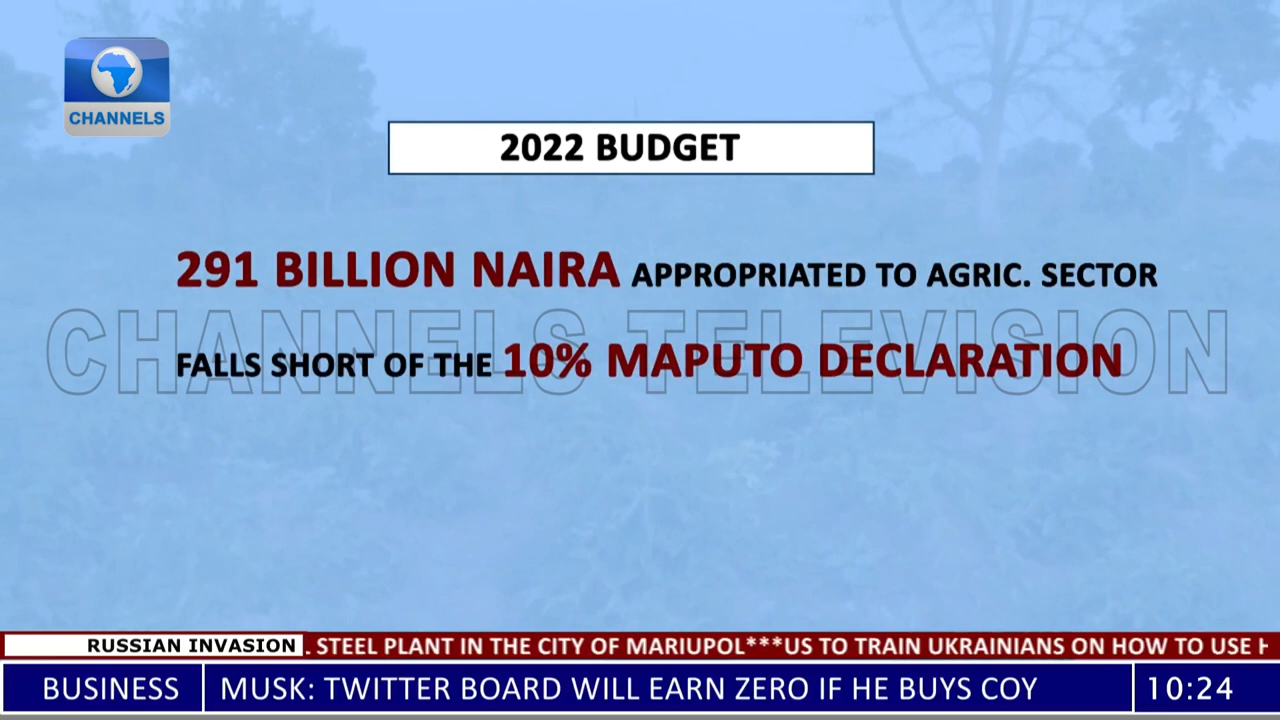 CHANNELS
2022 BUDGET
291 BILLION NAIRA APPROPRIATED TO AGRIC. SECTOR
CHANNELS TELEVISION
FALLS SHORT OF THE 10% MAPUTO DECLARATION
RUSSIAN INVASION . STEEL PLANT IN THE CITY OF MARIUPOL***US TO TRAIN UKRAINIANS ON HOW TO USE
BUSINESS MUSK: TWITTER BOARD WILL EARN ZERO IF HE BUYS COY 10:24